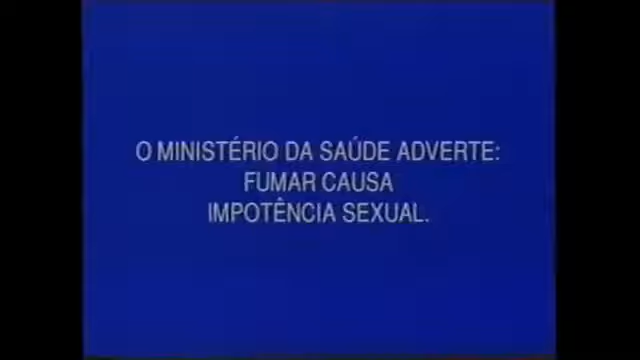 O MINISTÉRIO DA SAÚDE ADVERTE:
FUMAR CAUSA
IMPOTÊNCIA SEXUAL.